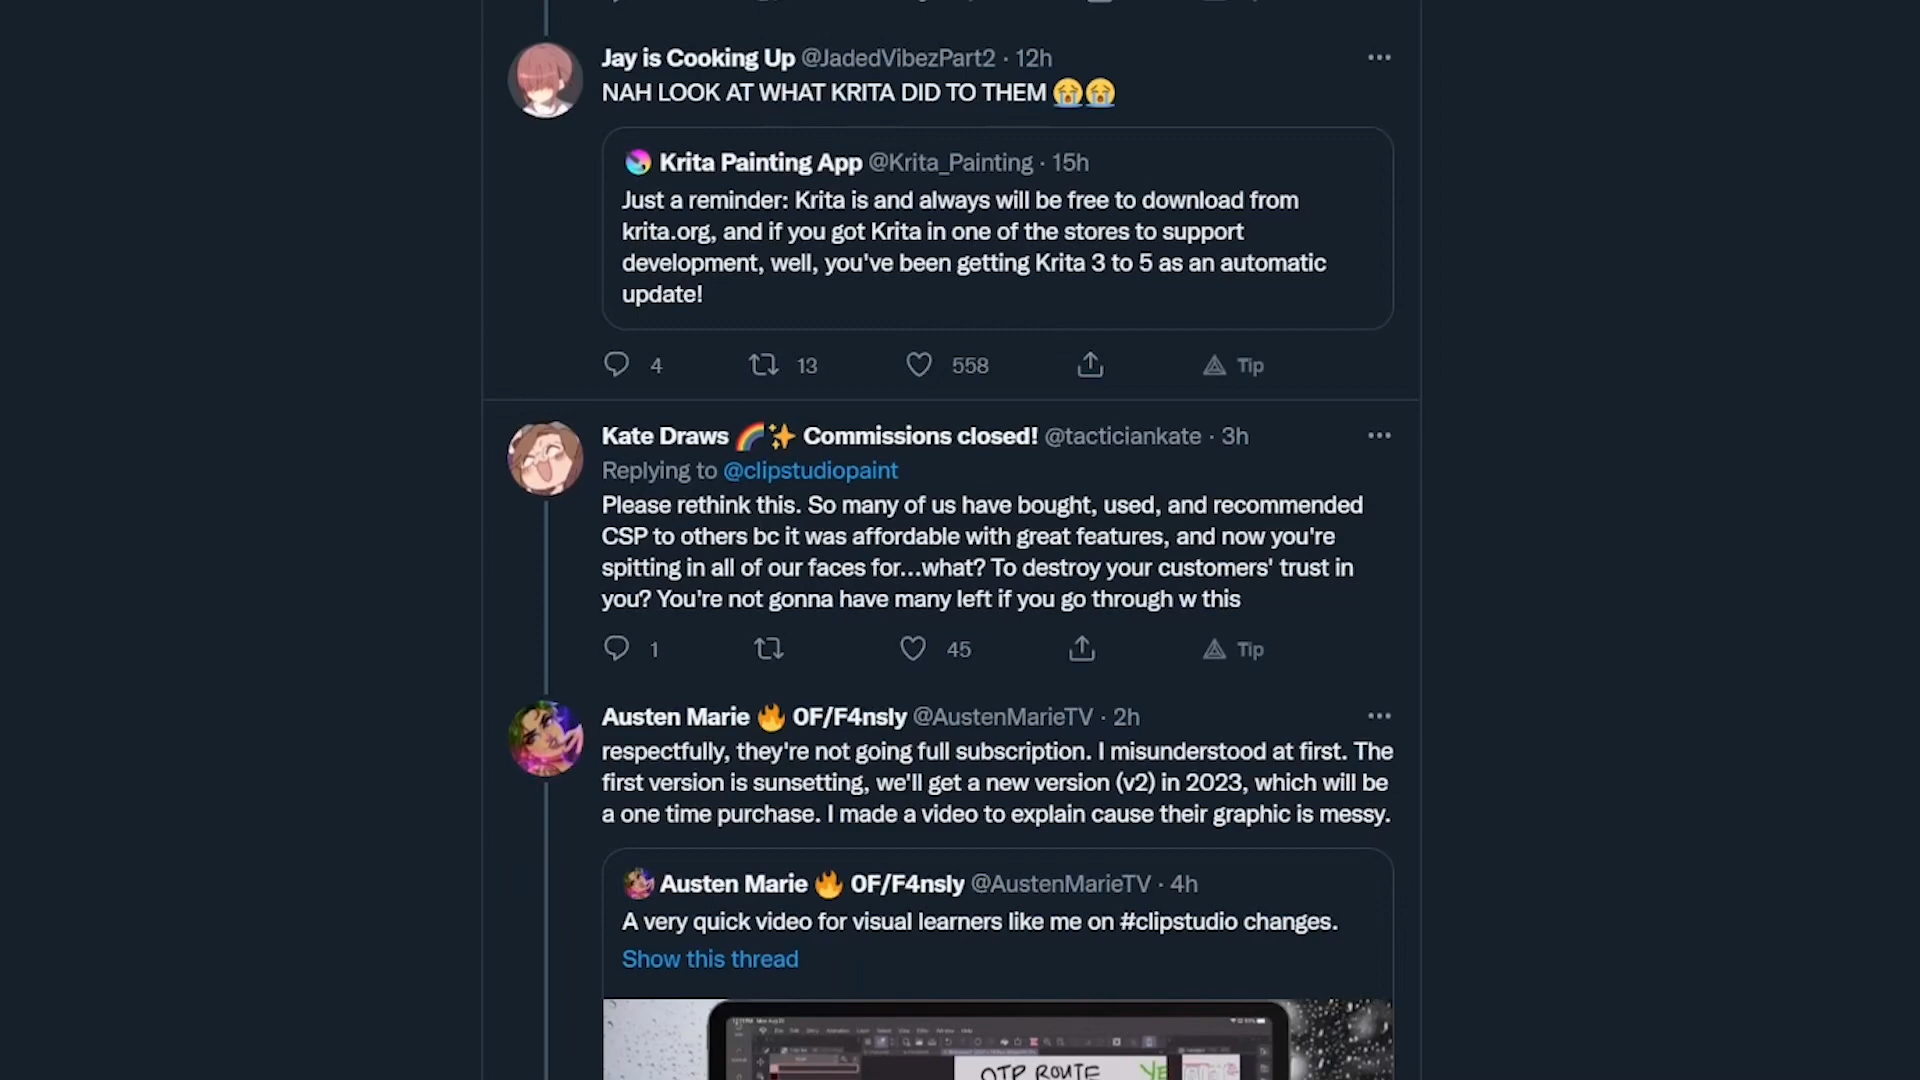 Jay is Cooking Up @JadedVibezPart2 · 12h
NAH LOOK AT WHAT KRITA DID TO THEM 😭😭
Krita Painting App @Krita_Painting · 15h
Just a reminder: Krita is and always will be free to download from
krita.org, and if you got Krita in one of the stores to support
development, well, you've been getting Krita 3 to 5 as an automatic
update!
4 13 558 Tip
Kate Draws 🌈✨ Commissions closed! @tacticiankate · 3h
Replying to @clipstudiopaint
Please rethink this. So many of us have bought, used, and recommended
CSP to others bc it was affordable with great features, and now you're
spitting in all of our faces for...what? To destroy your customers' trust in
you? You're not gonna have many left if you go through w this
1 45 Tip
Austen Marie 🔥 0F/F4nsly @AustenMarieTV · 2h
respectfully, they're not going full subscription. I misunderstood at first. The
first version is sunsetting, we'll get a new version (v2) in 2023, which will be
a one time purchase. I made a video to explain cause their graphic is messy.
Austen Marie 🔥 0F/F4nsly @AustenMarieTV · 4h
A very quick video for visual learners like me on #clipstudio changes.
Show this thread
OTP ROUTE